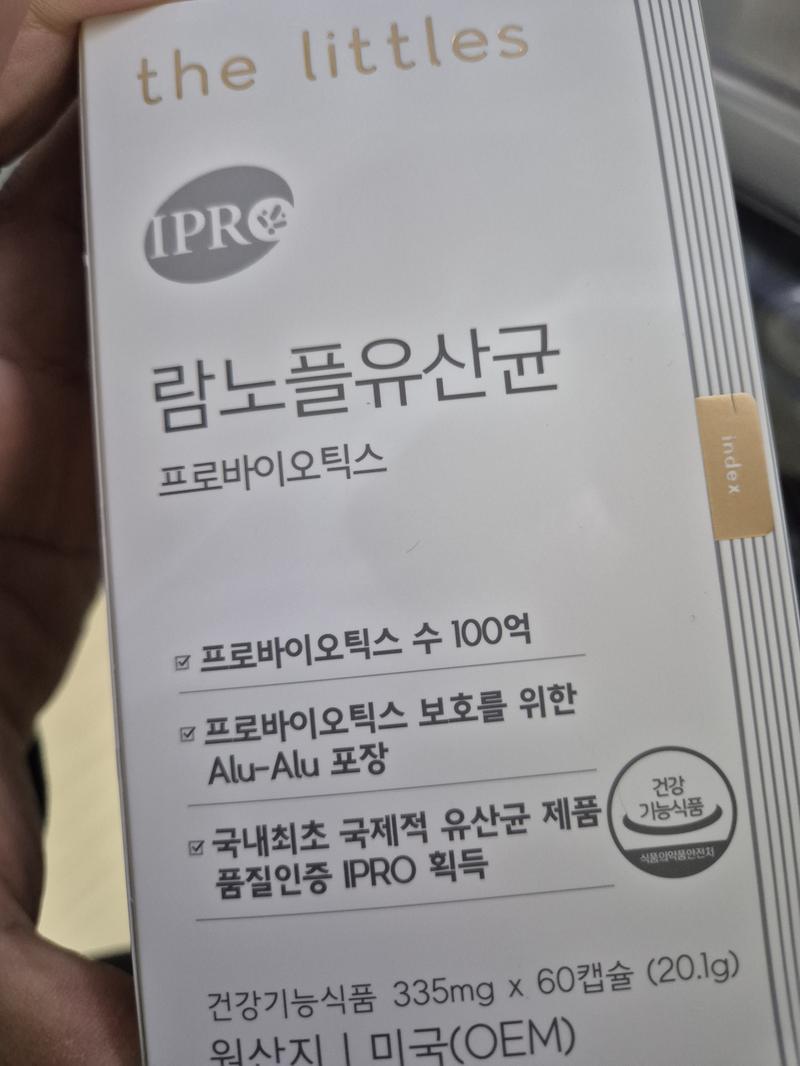 the littles
IPRO
람노플유산균
프로바이오틱스
index
프로바이오틱스 수 100억
프로바이오틱스 보호를 위한
Alu-Alu 포장
국내최초 국제적 유산균 제품
품질인증 IPRO 획득
건강
기능식품
식품의약품안전처
건강기능식품 335mg x 60캡슐 (20.1g)
원산지 | 미국(OEM)